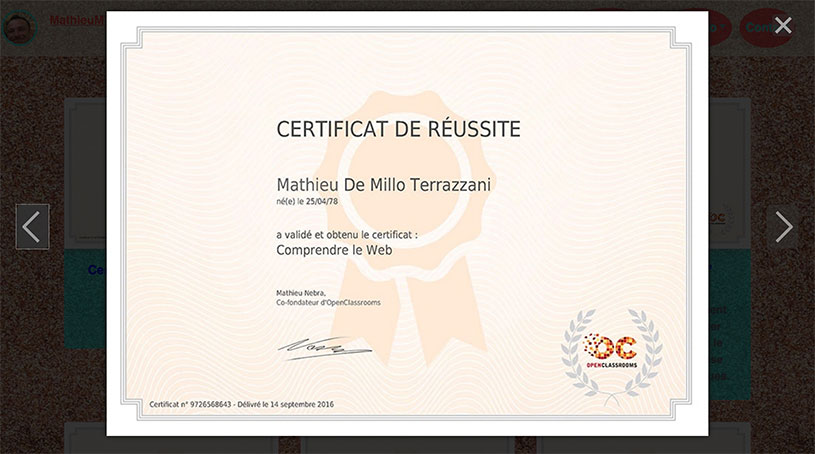 MathieuM
CERTIFICAT DE RÉUSSITE
Mathieu De Millo Terrazzani
né(e) le 25/04/78
a validé et obtenu le certificat :
Comprendre le Web
Mathieu Nebra,
Co-fondateur d'OpenClassrooms
OC
OPENCLASSROOMS
Certificat n° 9726568643 - Délivré le 14 septembre 2016